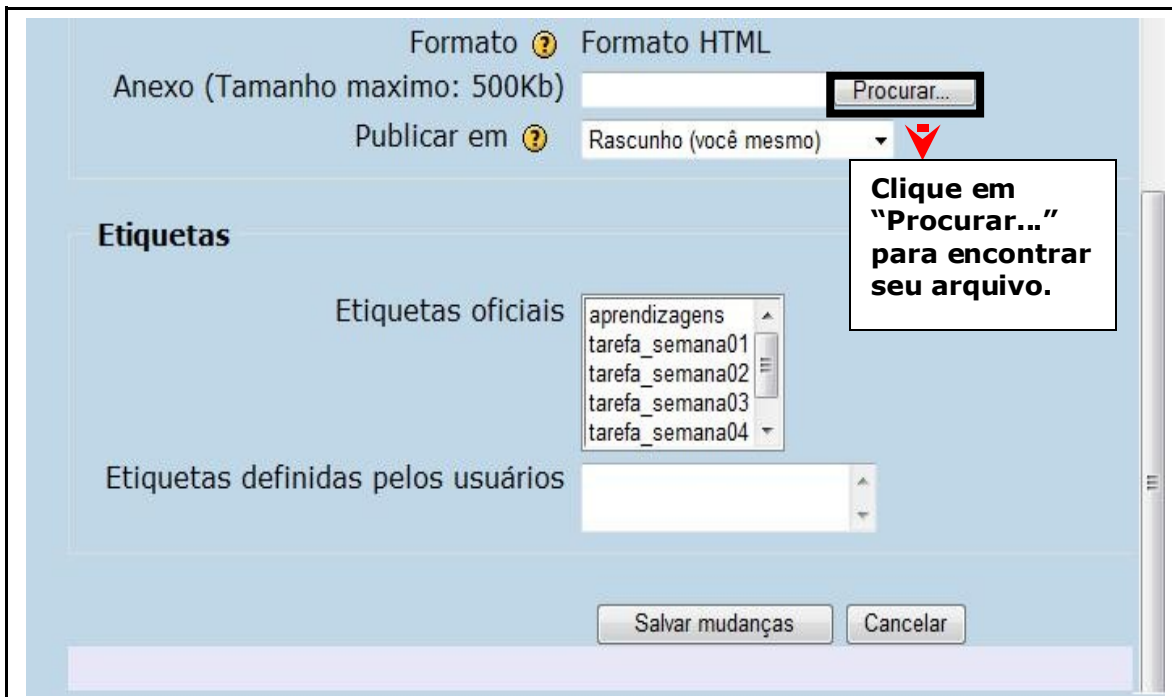 Formato Formato HTML
Anexo (Tamanho maximo: 500Kb) Procurar...
Publicar em Rascunho (você mesmo)
Clique em
“Procurar...”
para encontrar
seu arquivo.
Etiquetas
Etiquetas oficiais
aprendizagens
tarefa_semana01
tarefa_semana02
tarefa_semana03
tarefa_semana04
Etiquetas definidas pelos usuários
Salvar mudanças Cancelar